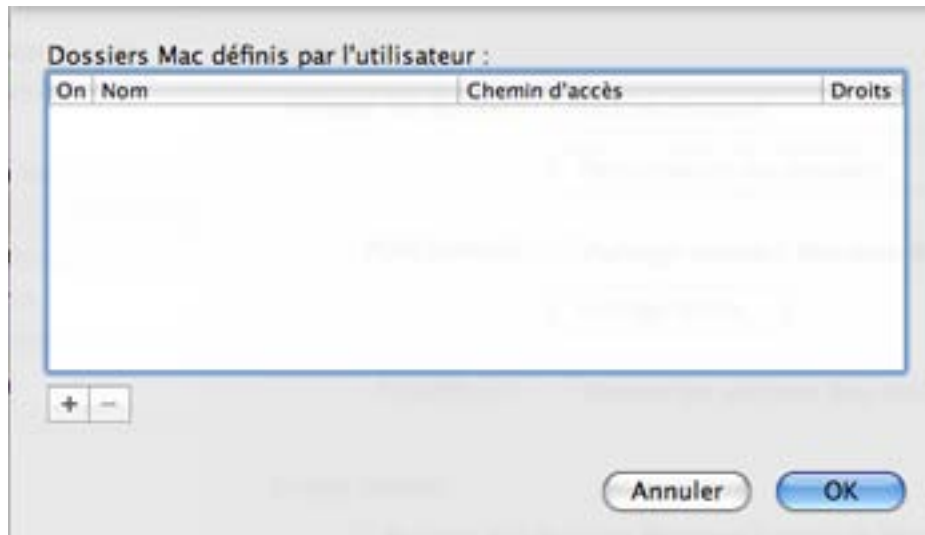 Dossiers Mac définis par l'utilisateur :
On Nom Chemin d'accès Droits
+ −
Annuler OK